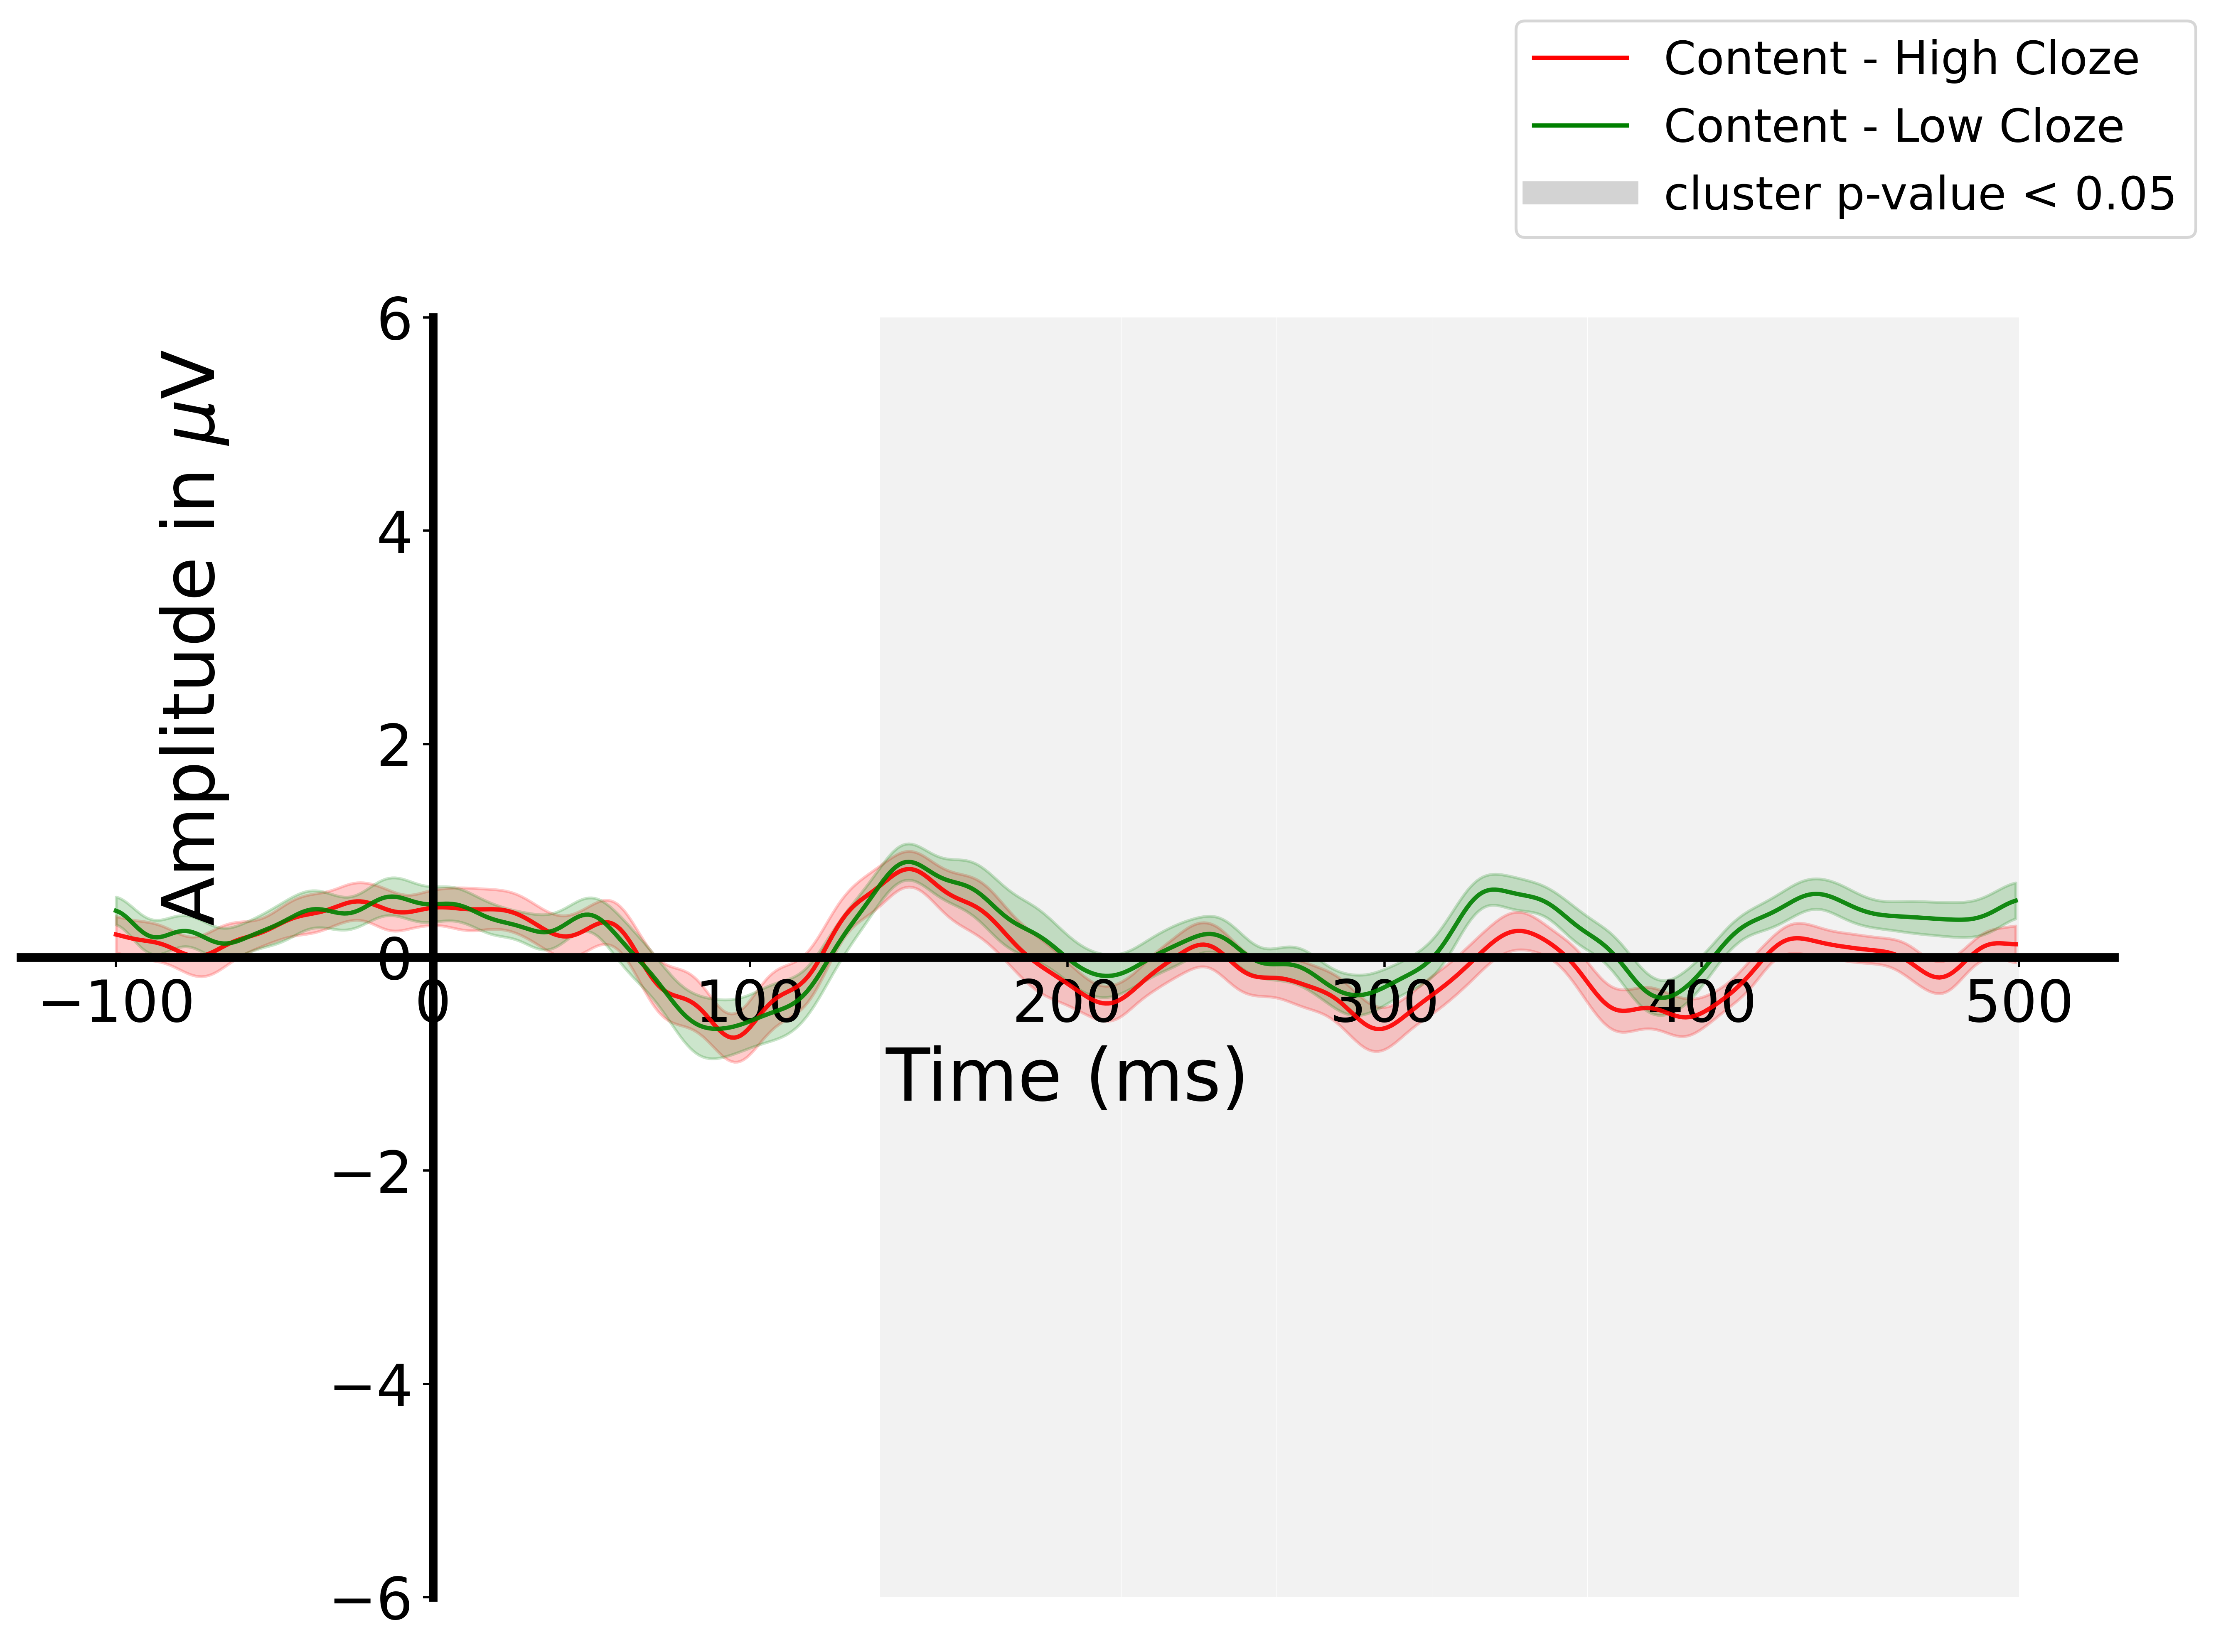 Content - High Cloze
Content - Low Cloze
cluster p-value < 0.05
Amplitude in μV
6
4
2
0
−2
−4
−6
−100 0 100 200 300 400 500
Time (ms)